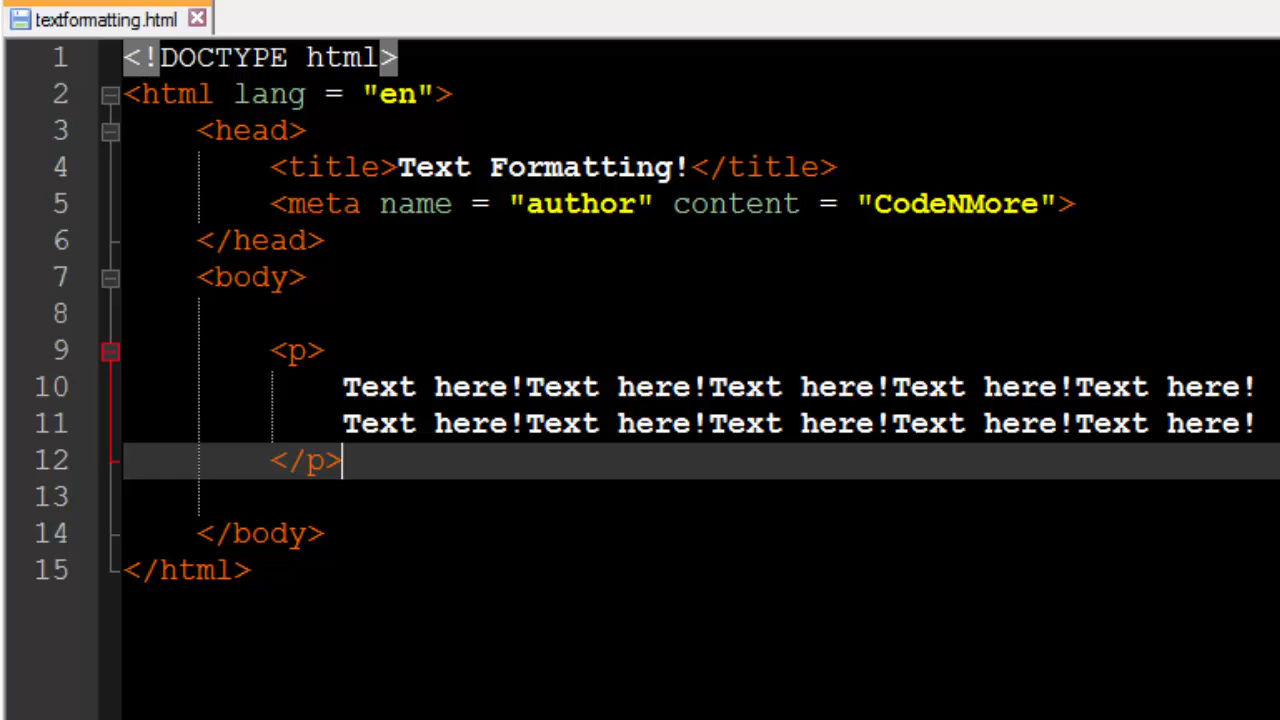 textformatting.html
1 <!DOCTYPE html>
2 <html lang = "en">
3 <head>
4 <title>Text Formatting!</title>
5 <meta name = "author" content = "CodeNMore">
6 </head>
7 <body>
8
9 <p>
10 Text here!Text here!Text here!Text here!Text here!
11 Text here!Text here!Text here!Text here!Text here!
12 </p>
13
14 </body>
15 </html>